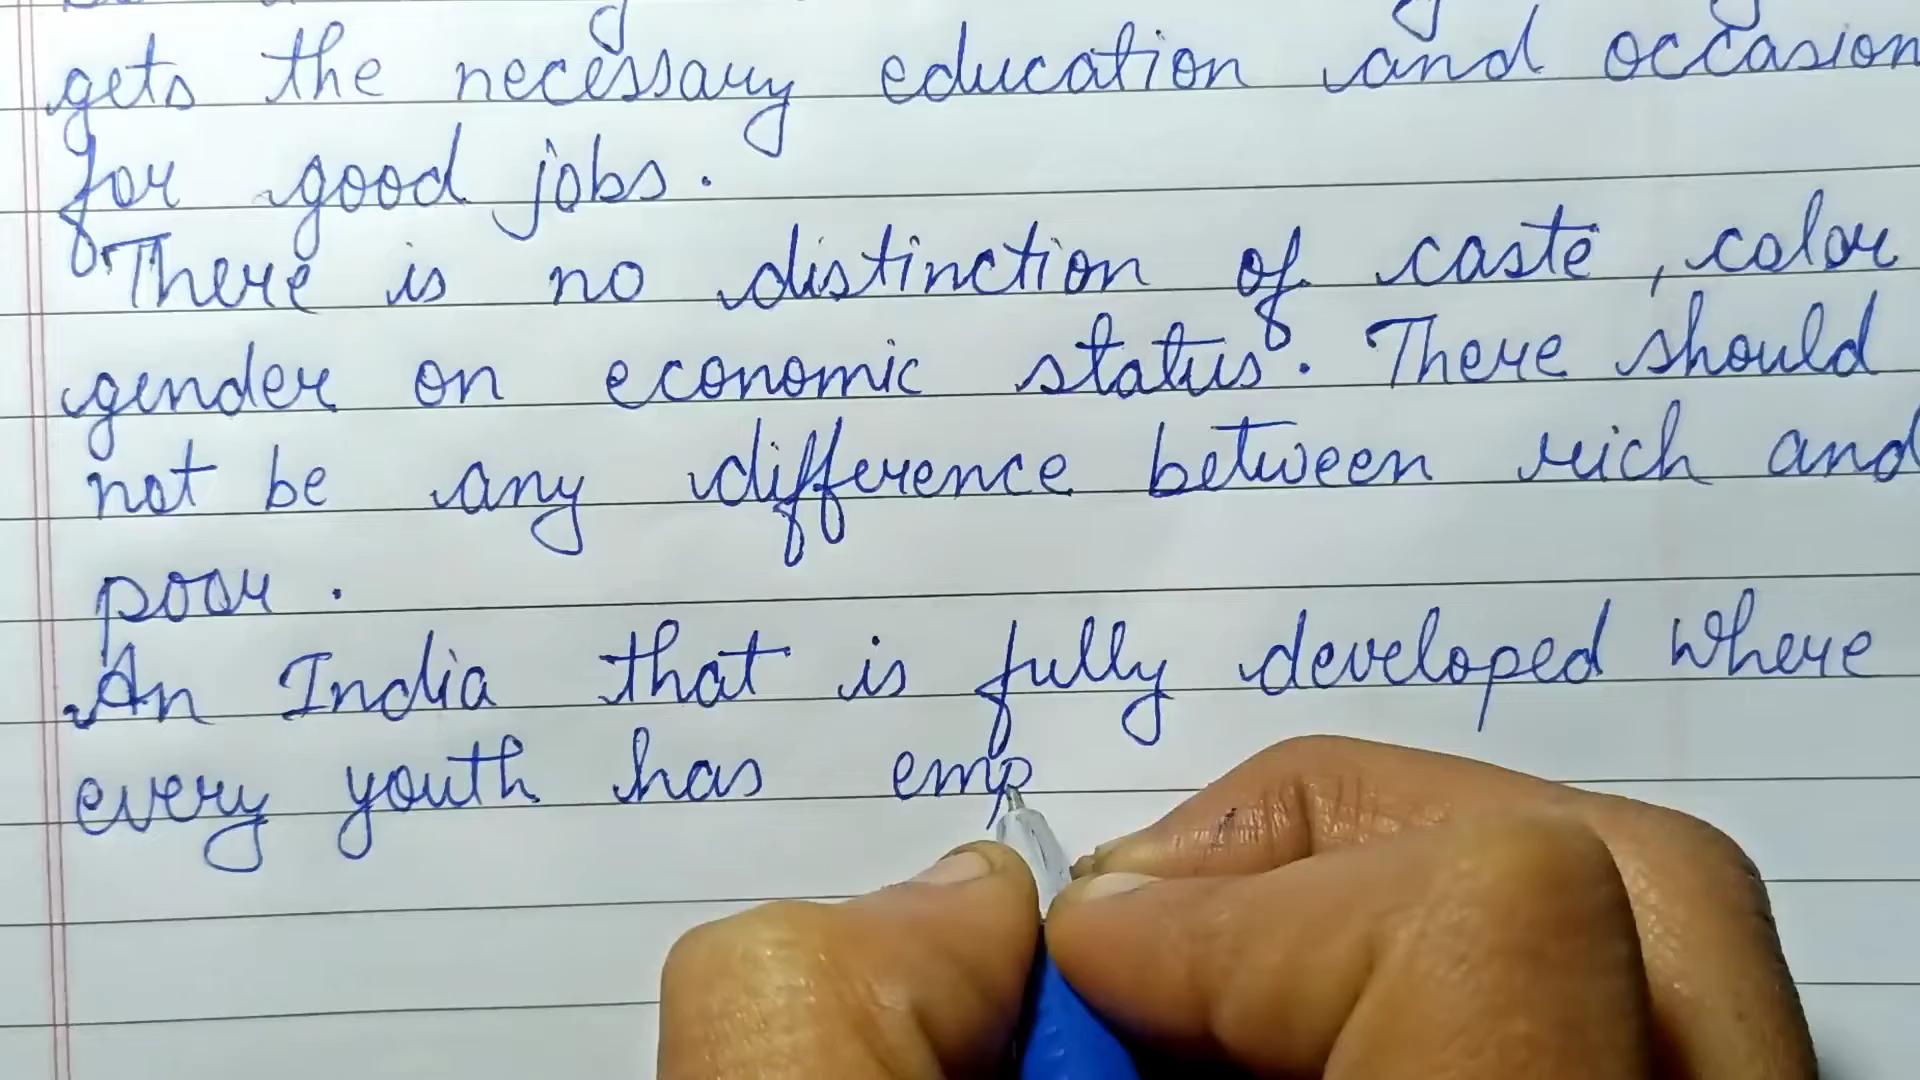 gets the necessary education and occasion
for good jobs.
There is no distinction of caste, color
gender on economic status. There should
not be any difference between rich and
poor.
An India that is fully developed where
every youth has emp